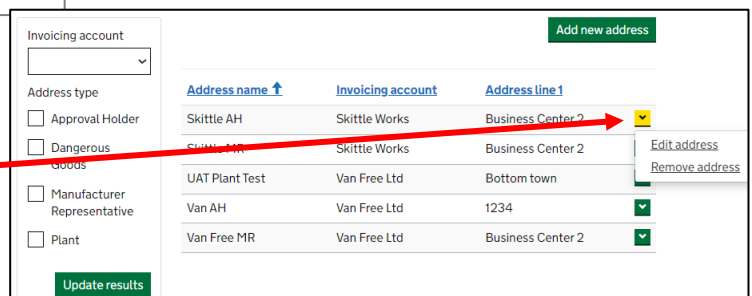 Invoicing account
Add new address
Address type
Approval Holder
Dangerous
Goods
Manufacturer
Representative
Plant
Update results
Address name Invoicing account Address line 1
Skittle AH Skittle Works Business Center 2
Skittle MR Skittle Works Business Center 2
UAT Plant Test Van Free Ltd Bottom town
Van AH Van Free Ltd 1234
Van Free MR Van Free Ltd Business Center 2
Edit address
Remove address